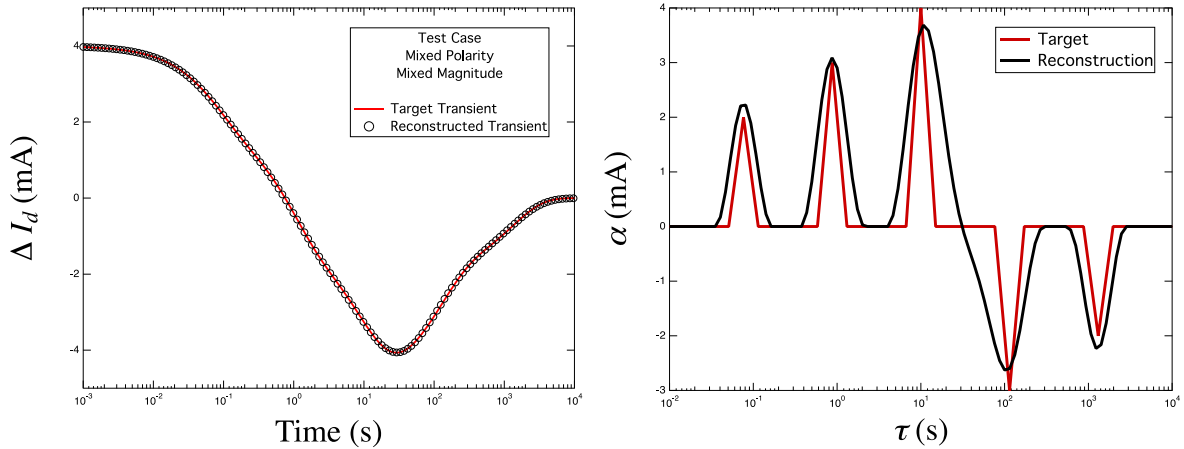 Test Case
Mixed Polarity
Mixed Magnitude
Target Transient
Reconstructed Transient
Δ I_d (mA)
4
2
0
-2
-4
10^-3 10^-2 10^-1 10^0 10^1 10^2 10^3 10^4
Time (s)
Target
Reconstruction
α (mA)
4
3
2
1
0
-1
-2
-3
10^-2 10^-1 10^0 10^1 10^2 10^3 10^4
τ (s)